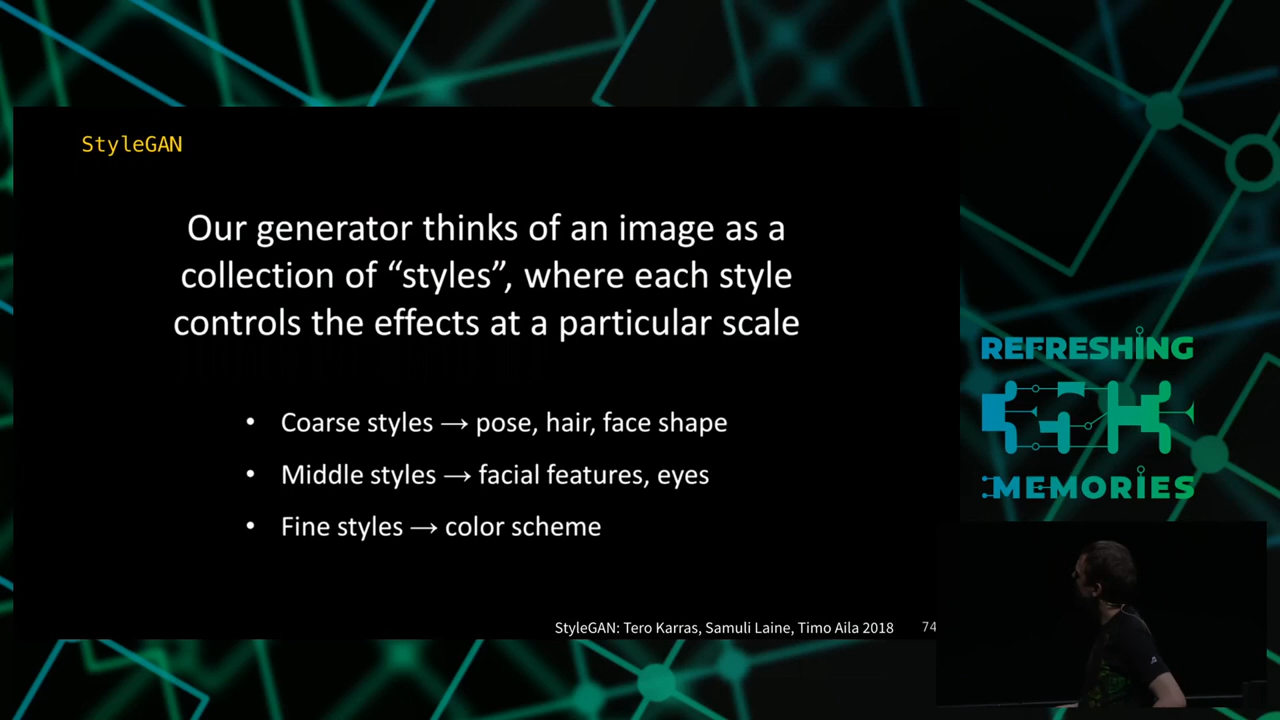 StyleGAN
Our generator thinks of an image as a
collection of “styles”, where each style
controls the effects at a particular scale
• Coarse styles → pose, hair, face shape
• Middle styles → facial features, eyes
• Fine styles → color scheme
StyleGAN: Tero Karras, Samuli Laine, Timo Aila 2018 74
REFRESHING
MEMORIES